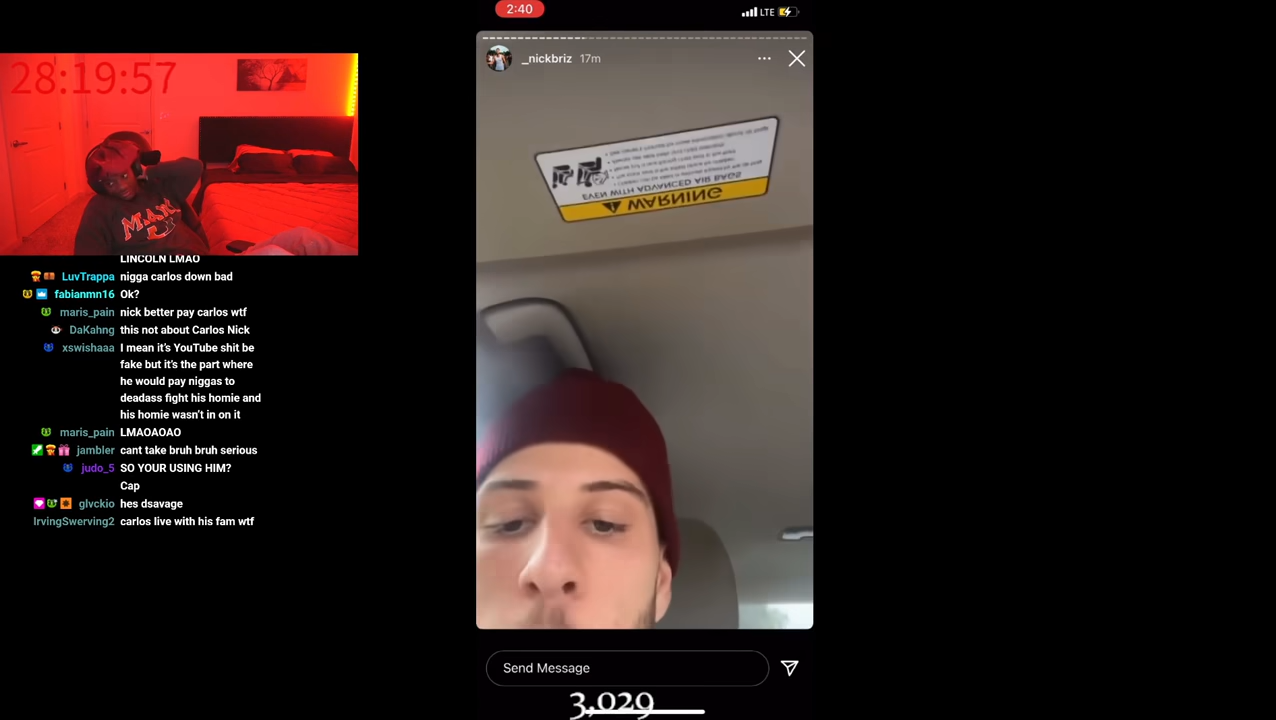 2:40
LTE
_nickbriz 17m
28:19:57
WARNING
EVEN WITH ADVANCED AIR BAGS
LINCOLN LMAO
LuvTrappa nigga carlos down bad
fabianmn16 Ok?
maris_pain nick better pay carlos wtf
DaKahng this not about Carlos Nick
xswishaaa I mean it’s YouTube shit be
fake but it’s the part where
he would pay niggas to
deadass fight his homie and
his homie wasn’t in on it
maris_pain LMAOAOAO
jambler cant take bruh bruh serious
judo_5 SO YOUR USING HIM?
Cap
glvckio hes dsavage
IrvingSwerving2 carlos live with his fam wtf
Send Message
3,029